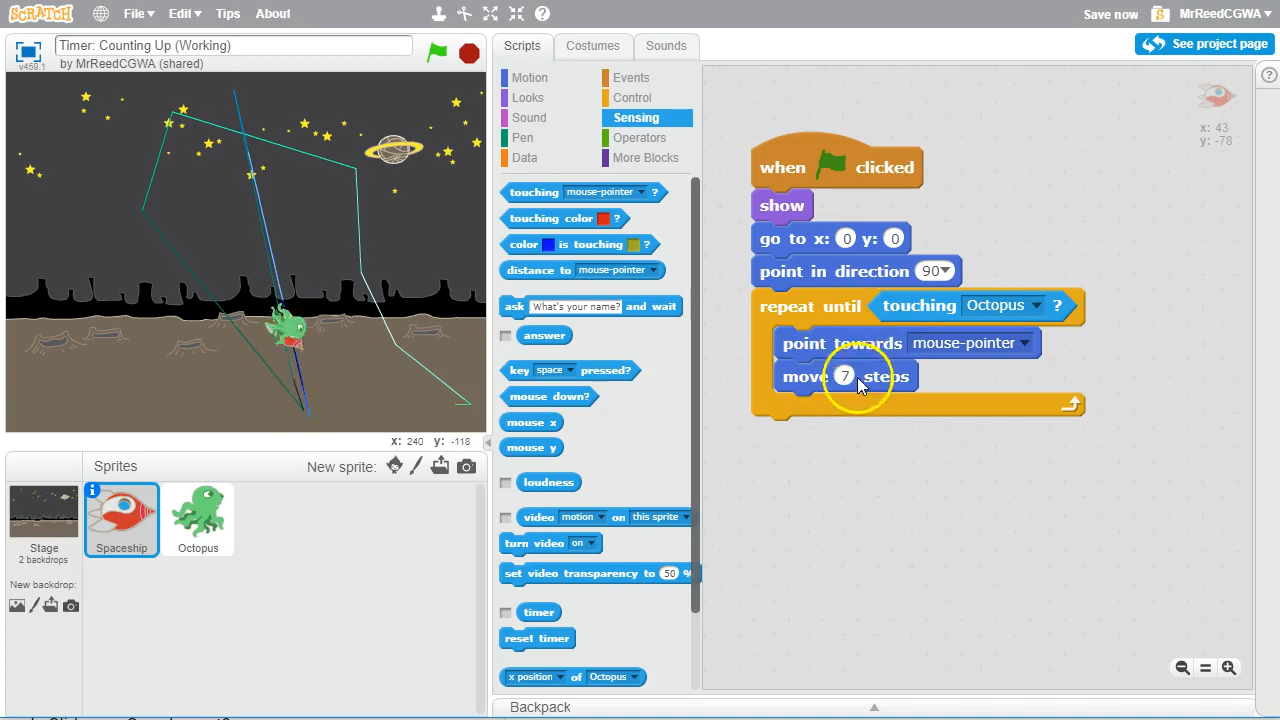 SCRATCH File Edit Tips About Save now MrReedCGWA
v459.1 Timer: Counting Up (Working)
by MrReedCGWA (shared)
Scripts Costumes Sounds See project page
Motion Events
Looks Control
Sound Sensing
Pen Operators
Data More Blocks
touching mouse-pointer ?
touching color ?
color is touching ?
distance to mouse-pointer
ask What's your name? and wait
answer
key space pressed?
mouse down?
mouse x
mouse y
loudness
video motion on this sprite
turn video on
set video transparency to 50 %
timer
reset timer
x position of Octopus
when clicked
show
go to x: 0 y: 0
point in direction 90
repeat until touching Octopus ?
point towards mouse-pointer
move 7 steps
x: 43
y: -78
x: 240 y: -118
Sprites New sprite:
Stage
2 backdrops
New backdrop:
Spaceship
Octopus
Backpack